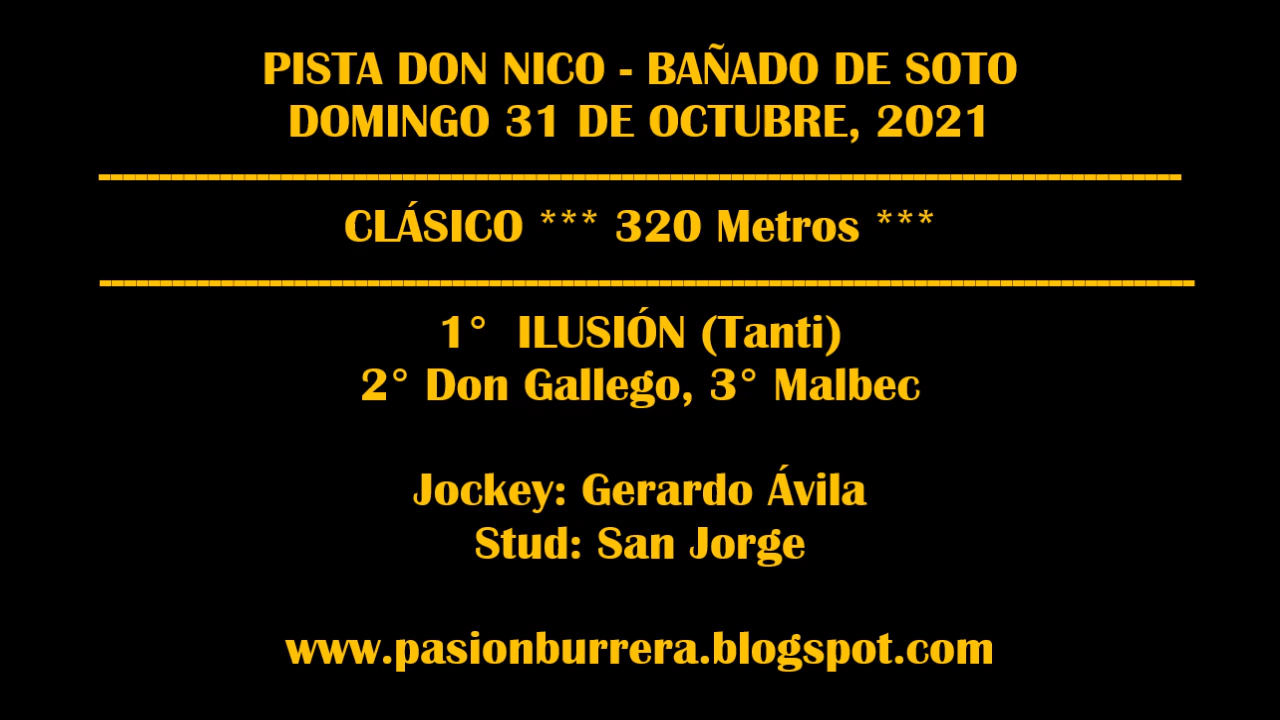 PISTA DON NICO - BAÑADO DE SOTO
DOMINGO 31 DE OCTUBRE, 2021
CLÁSICO *** 320 Metros ***
1° ILUSIÓN (Tanti)
2° Don Gallego, 3° Malbec
Jockey: Gerardo Ávila
Stud: San Jorge
www.pasionburrera.blogspot.com